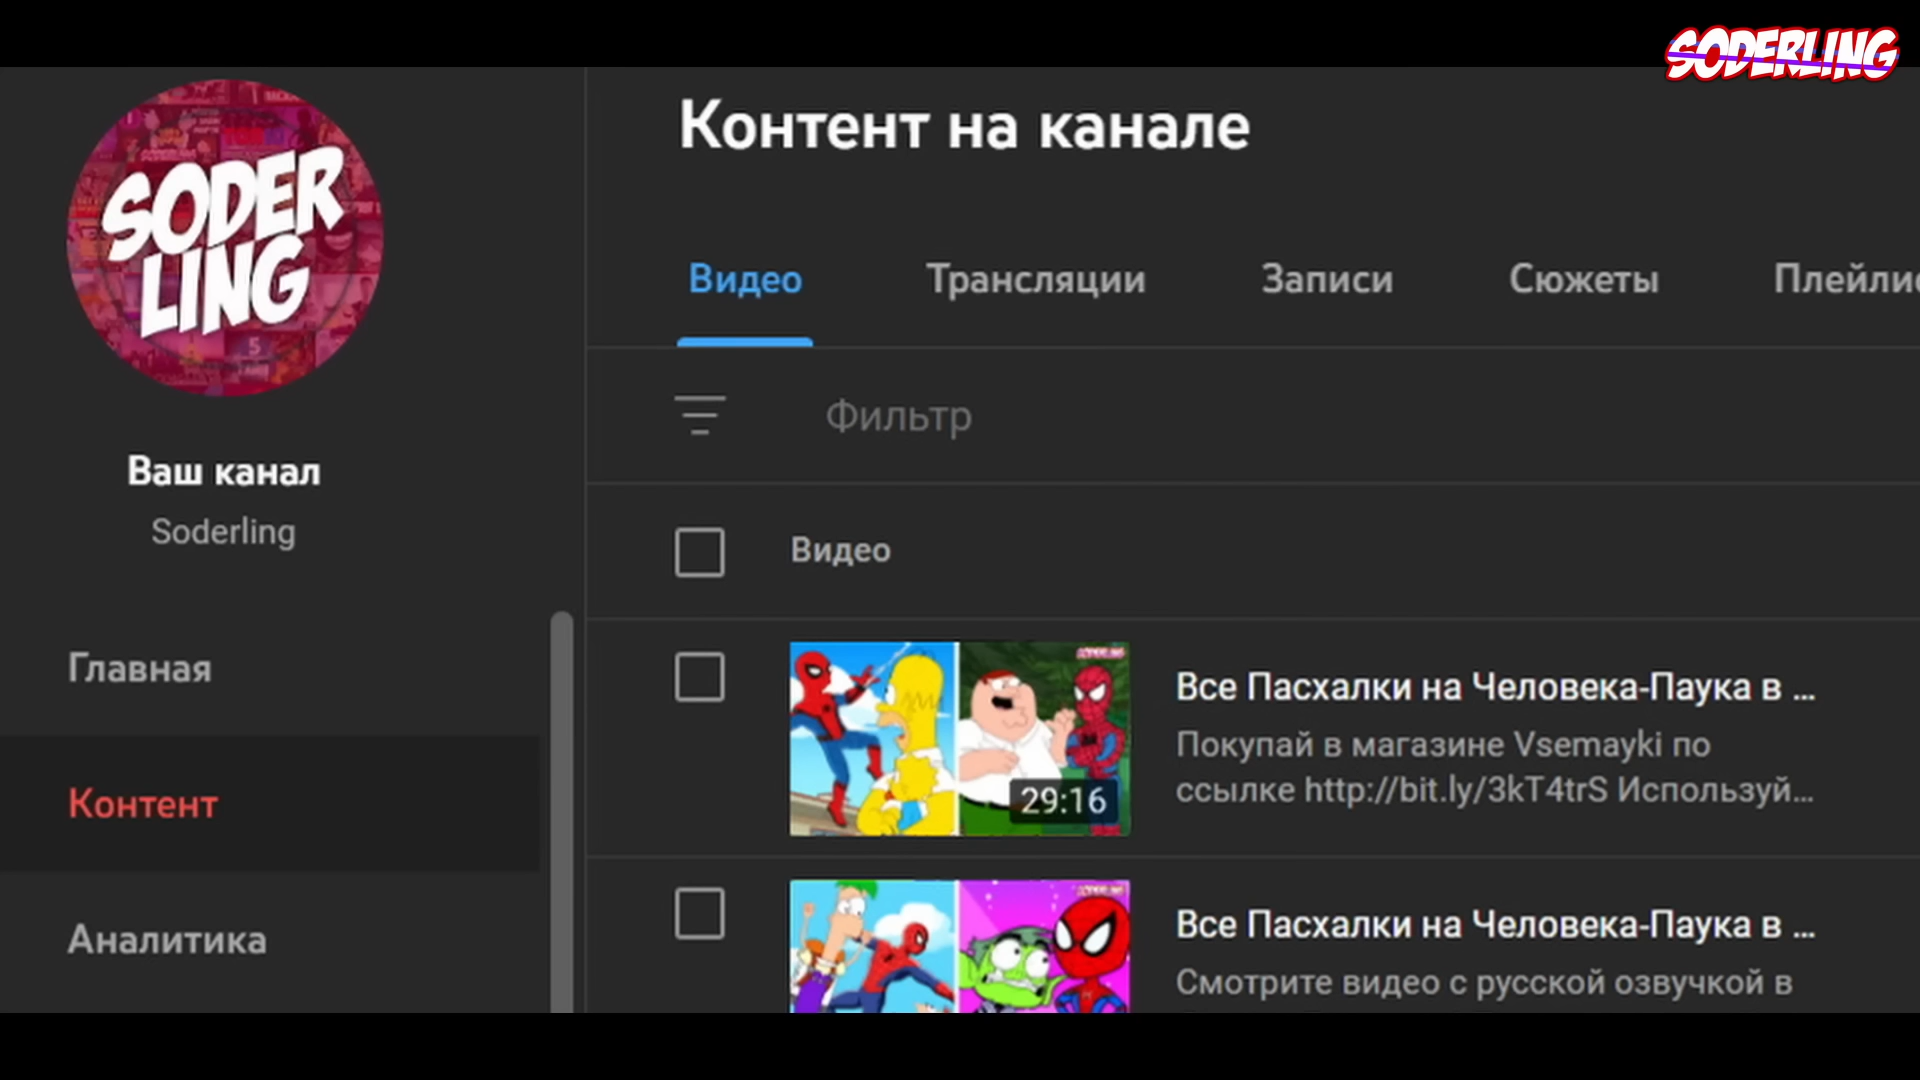 SODERLING
SODER
LING
Ваш канал
Soderling
Главная
Контент
Аналитика
Контент на канале
Видео Трансляции Записи Сюжеты Плейлис
Фильтр
Видео
29:16
Все Пасхалки на Человека-Паука в ...
Покупай в магазине Vsemayki по
ссылке http://bit.ly/3kT4trS Используй...
Все Пасхалки на Человека-Паука в ...
Смотрите видео с русской озвучкой в